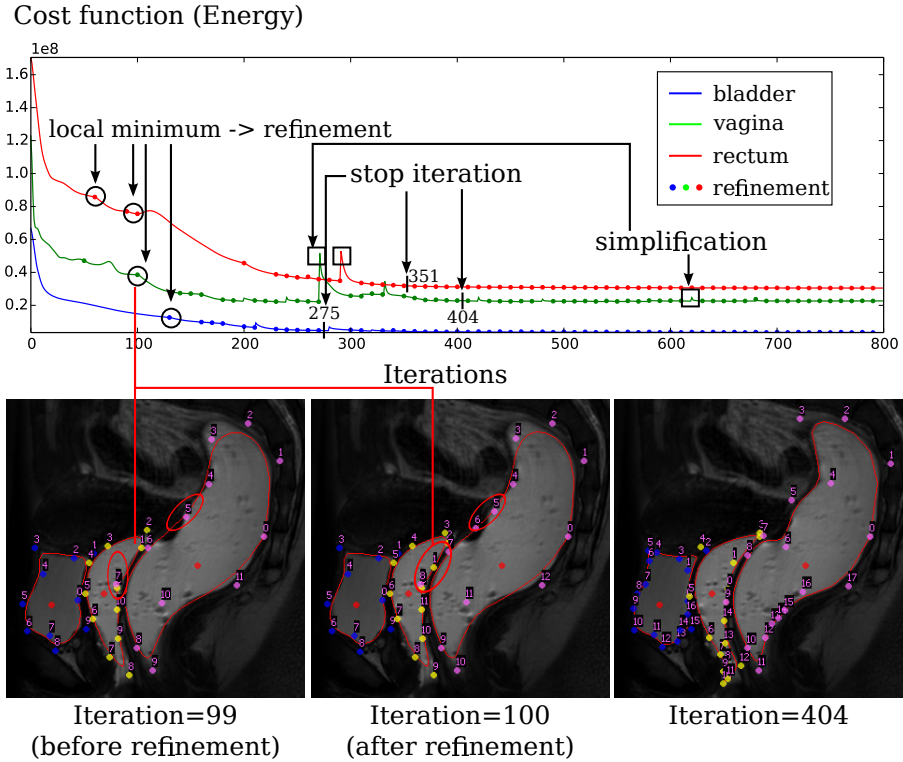 Cost function (Energy)
1e8
1.6
1.4
1.2
1.0
0.8
0.6
0.4
0.2
local minimum -> refinement
stop iteration
simplification
bladder
vagina
rectum
refinement
351
275
404
0
100
200
300
400
500
600
700
800
Iterations
Iteration=99
(before refinement)
Iteration=100
(after refinement)
Iteration=404